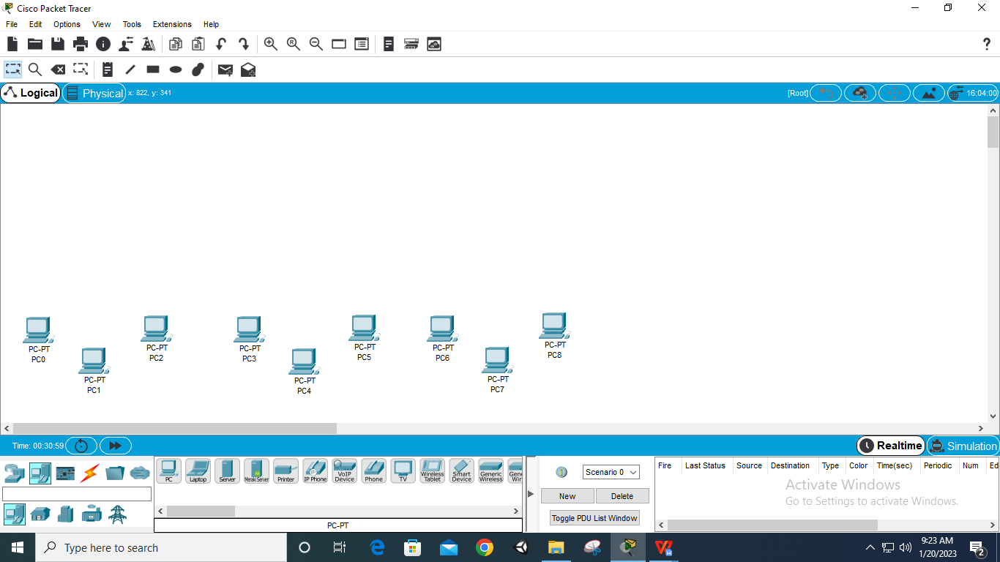 Cisco Packet Tracer
File Edit Options View Tools Extensions Help
Logical Physical x: 822, y: 341 [Root] 16:04:00
PC-PT
PC0
PC-PT
PC1
PC-PT
PC2
PC-PT
PC3
PC-PT
PC4
PC-PT
PC5
PC-PT
PC6
PC-PT
PC7
PC-PT
PC8
Time: 00:30:59 Realtime Simulation
PC Laptop Server Meraki Server Printer IP Phone VoIP Device Phone TV Wireless Tablet Smart Device Generic Wireless
PC-PT
Scenario 0
New Delete
Toggle PDU List Window
Fire Last Status Source Destination Type Color Time(sec) Periodic Num Ed
Activate Windows
Go to Settings to activate Windows.
Type here to search
9:23 AM
1/20/2023
2